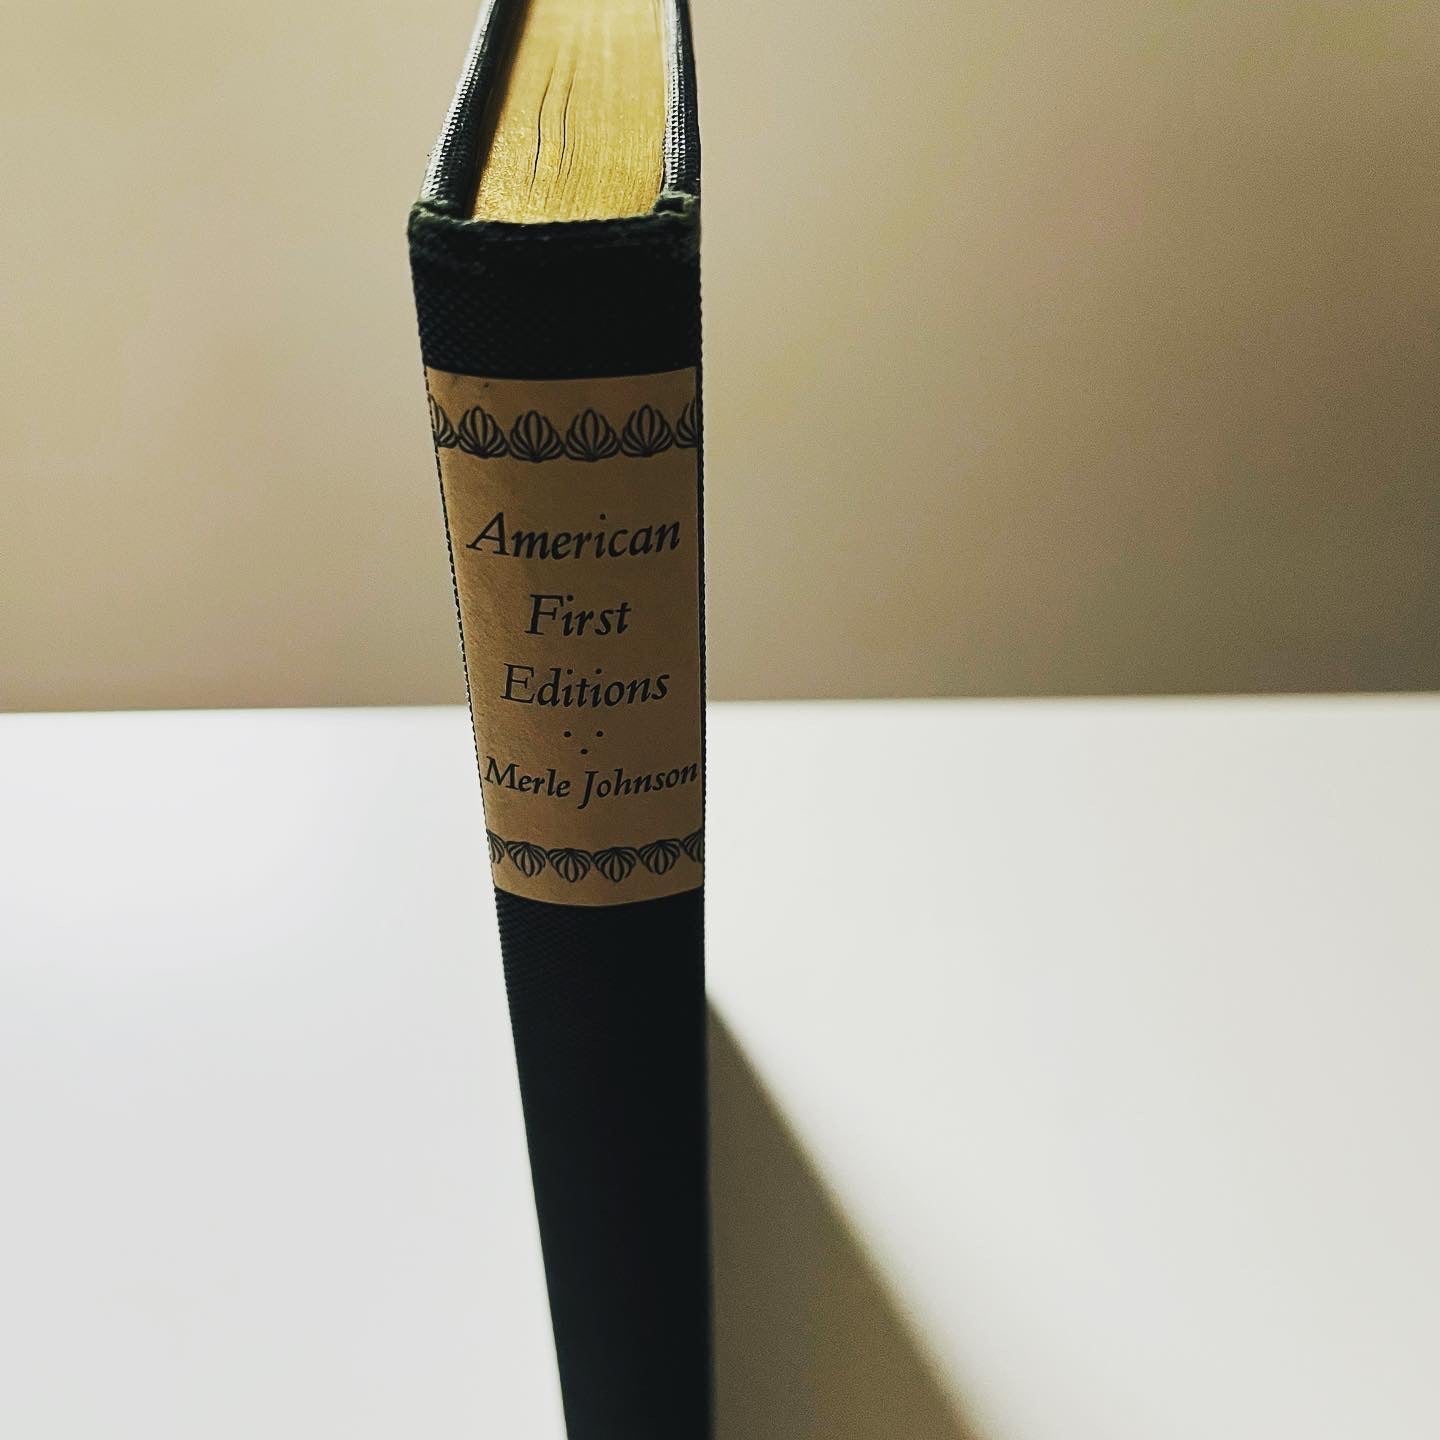 American
First
Editions
Merle Johnson